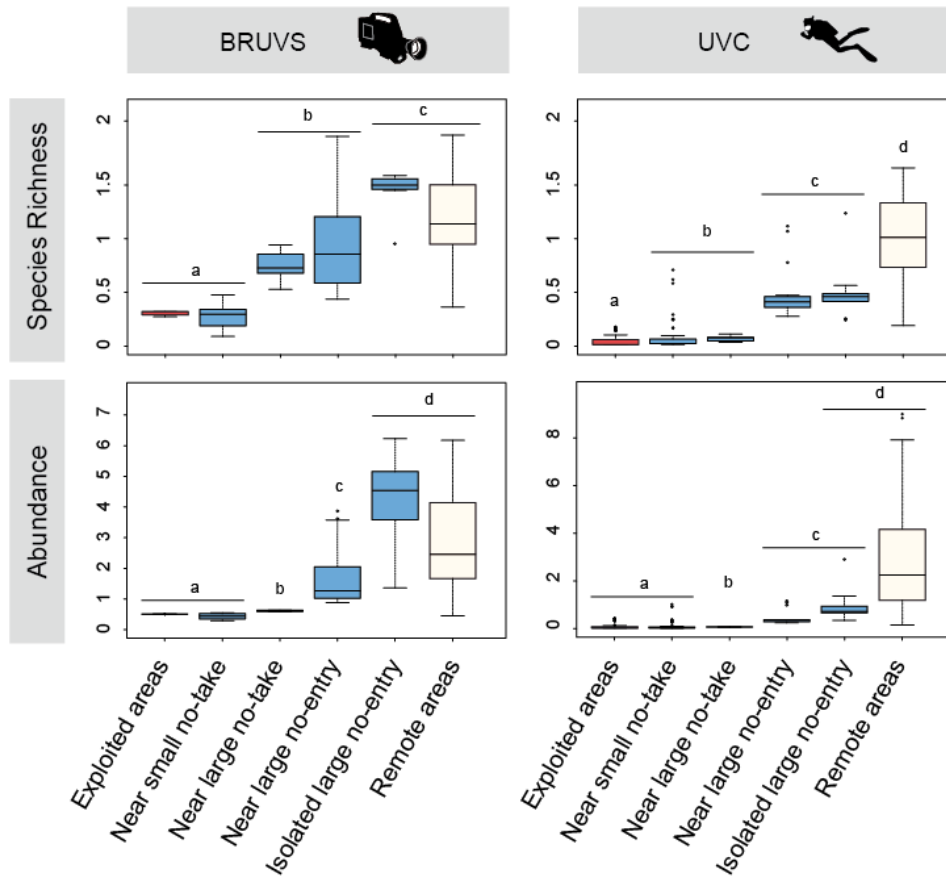 BRUVS
UVC
Species Richness
2
1.5
1
0.5
0
a
b
c
2
1.5
1
0.5
0
a
b
c
d
Abundance
7
6
5
4
3
2
1
0
a
b
c
d
8
6
4
2
0
a
b
c
d
Exploited areas
Near small no-take
Near large no-take
Near large no-entry
Isolated large no-entry
Remote areas
Exploited areas
Near small no-take
Near large no-take
Near large no-entry
Isolated large no-entry
Remote areas